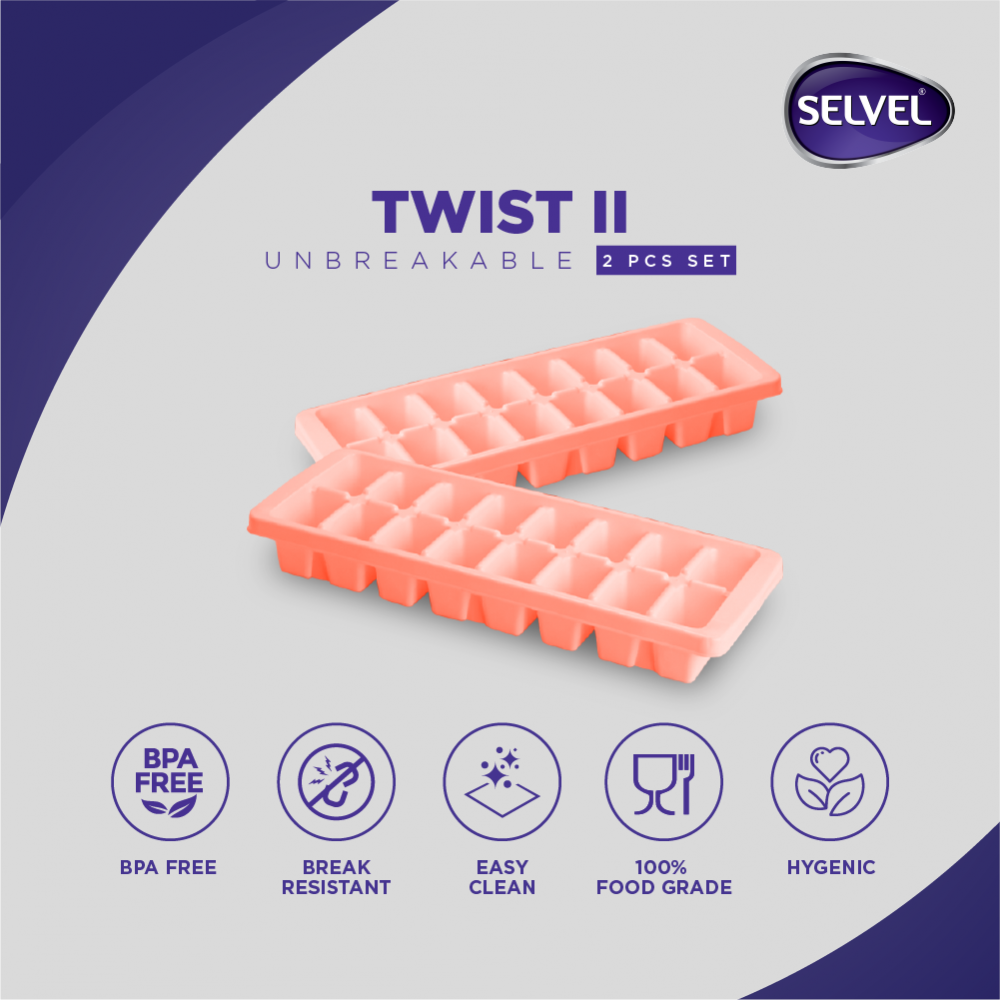 SELVEL®
TWIST II
UNBREAKABLE 2 PCS SET
BPA
FREE
BPA FREE
BREAK
RESISTANT
EASY
CLEAN
100%
FOOD GRADE
HYGENIC